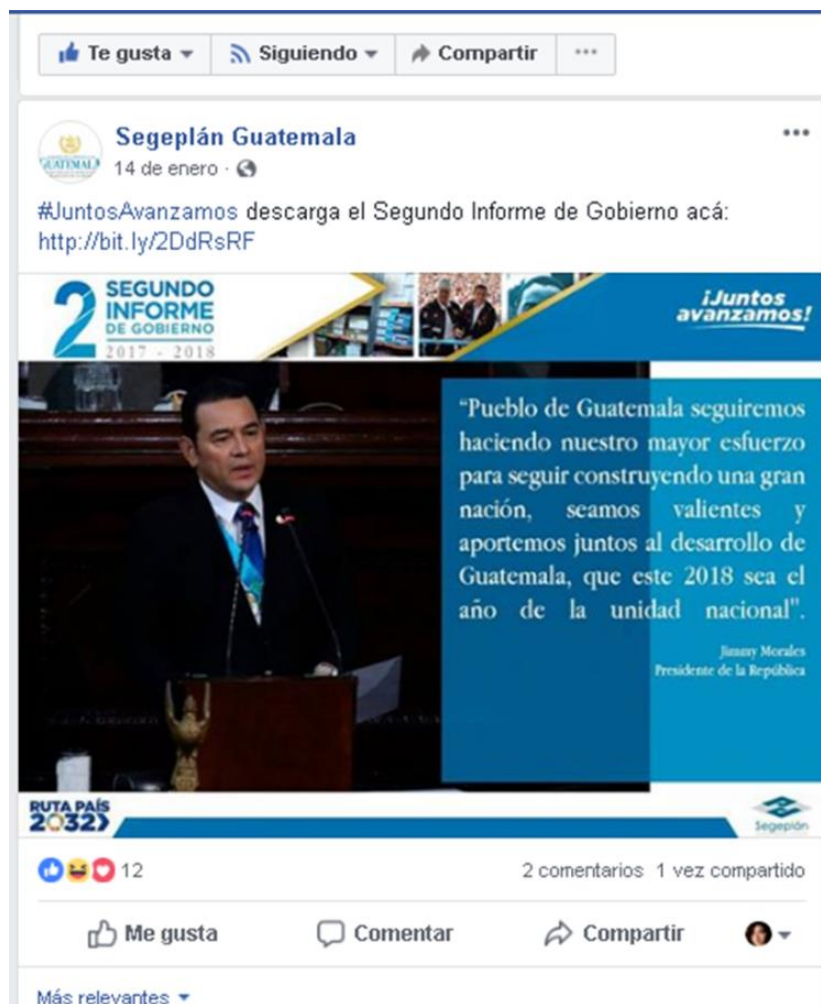 Te gusta Siguiendo Compartir
Segeplán Guatemala
GUATEMALA
14 de enero
#JuntosAvanzamos descarga el Segundo Informe de Gobierno acá:
http://bit.ly/2DdRsRF
2 SEGUNDO
INFORME
DE GOBIERNO
2017 - 2018
¡Juntos
avanzamos!
“Pueblo de Guatemala seguiremos
haciendo nuestro mayor esfuerzo
para seguir construyendo una gran
nación, seamos valientes y
aportemos juntos al desarrollo de
Guatemala, que este 2018 sea el
año de la unidad nacional".
Jimmy Morales
Presidente de la República
RUTA PAÍS
2032
Segeplán
12 2 comentarios 1 vez compartido
Me gusta Comentar Compartir
Más relevantes